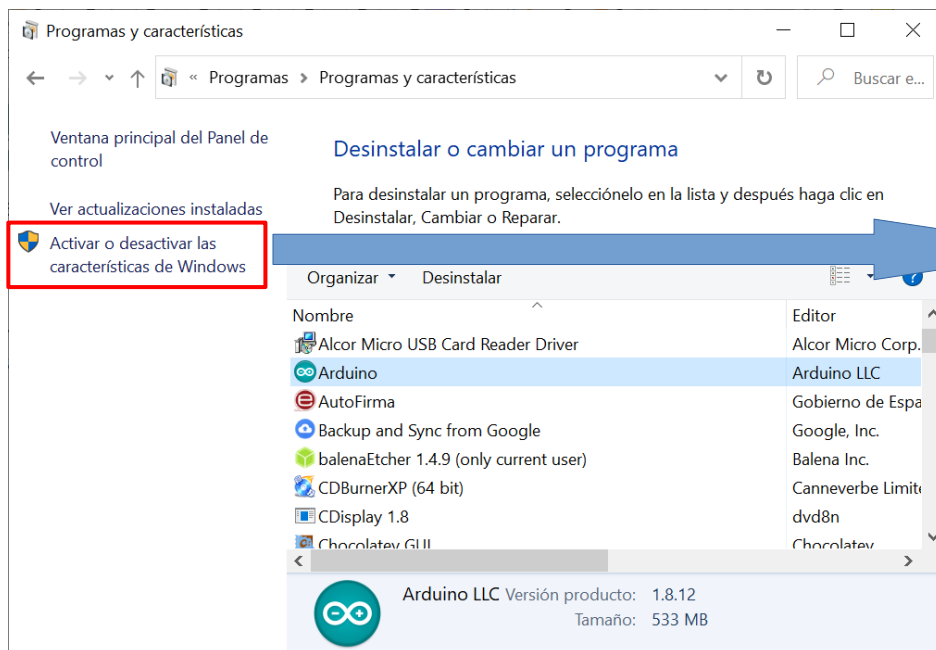 Programas y características
« Programas > Programas y características
Buscar e...
Ventana principal del Panel de
control
Ver actualizaciones instaladas
Activar o desactivar las
características de Windows
Desinstalar o cambiar un programa
Para desinstalar un programa, selecciónelo en la lista y después haga clic en
Desinstalar, Cambiar o Reparar.
Organizar Desinstalar ?
Nombre Editor
Alcor Micro USB Card Reader Driver Alcor Micro Corp.
Arduino Arduino LLC
AutoFirma Gobierno de Espa
Backup and Sync from Google Google, Inc.
balenaEtcher 1.4.9 (only current user) Balena Inc.
CDBurnerXP (64 bit) Canneverbe Limite
CDisplay 1.8 dvd8n
Chocolatey GUI Chocolatey
Arduino LLC Versión producto: 1.8.12
Tamaño: 533 MB